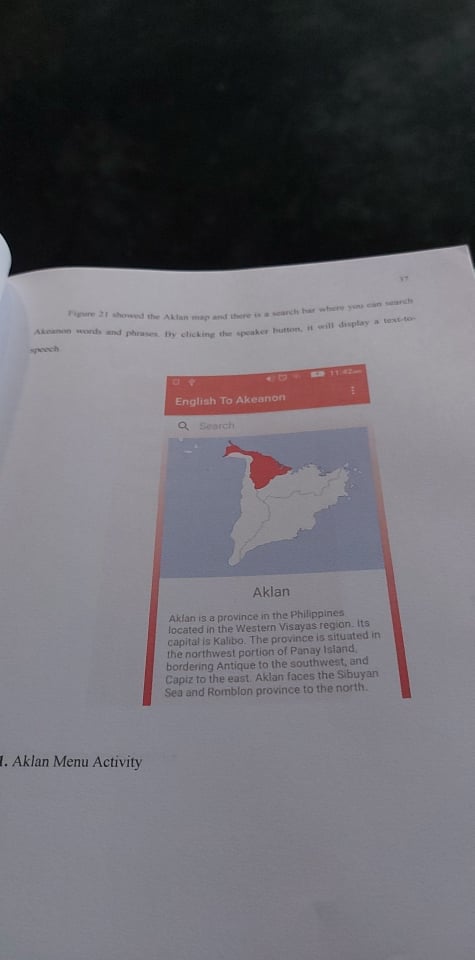 37
Figure 21 showed the Aklan map and there is a search bar where you can search
Akeanon words and phrases. By clicking the speaker button, it will display a text-to-
speech.
11:42am
English To Akeanon
Search
Aklan
Aklan is a province in the Philippines
located in the Western Visayas region. Its
capital is Kalibo. The province is situated in
the northwest portion of Panay Island,
bordering Antique to the southwest, and
Capiz to the east. Aklan faces the Sibuyan
Sea and Romblon province to the north.
1. Aklan Menu Activity